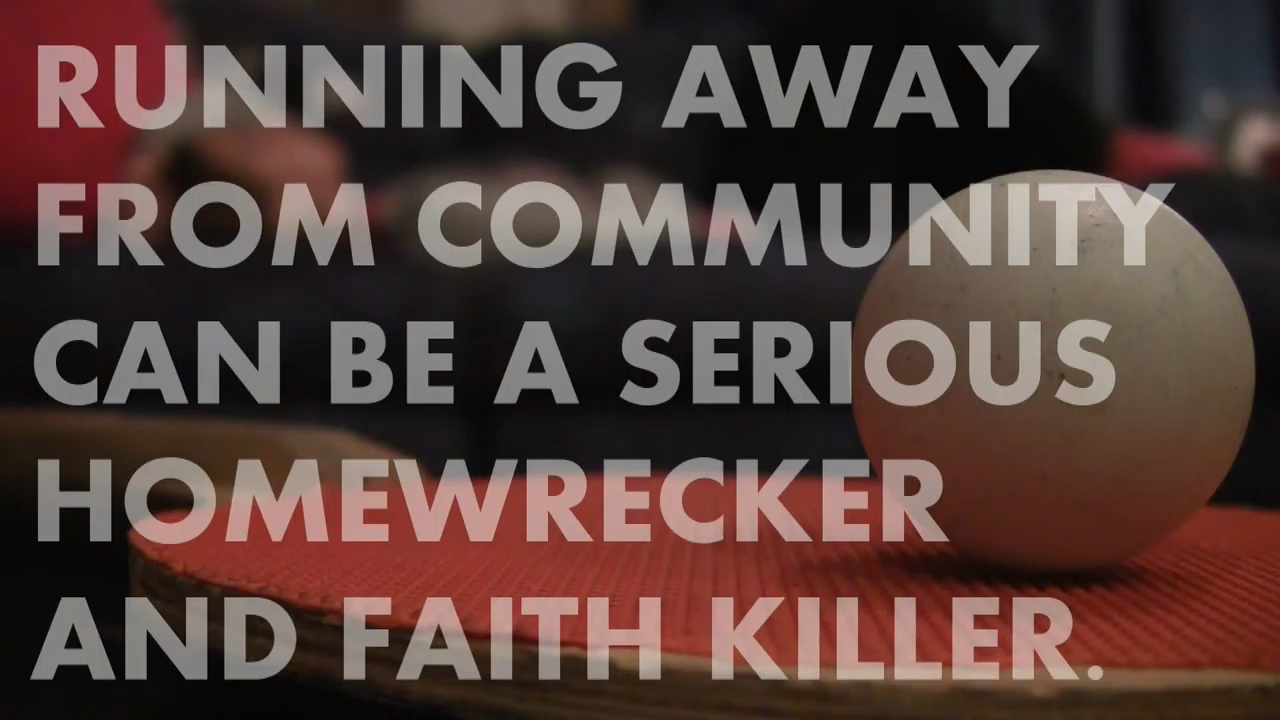 RUNNING AWAY
FROM COMMUNITY
CAN BE A SERIOUS
HOMEWRECKER
AND FAITH KILLER.